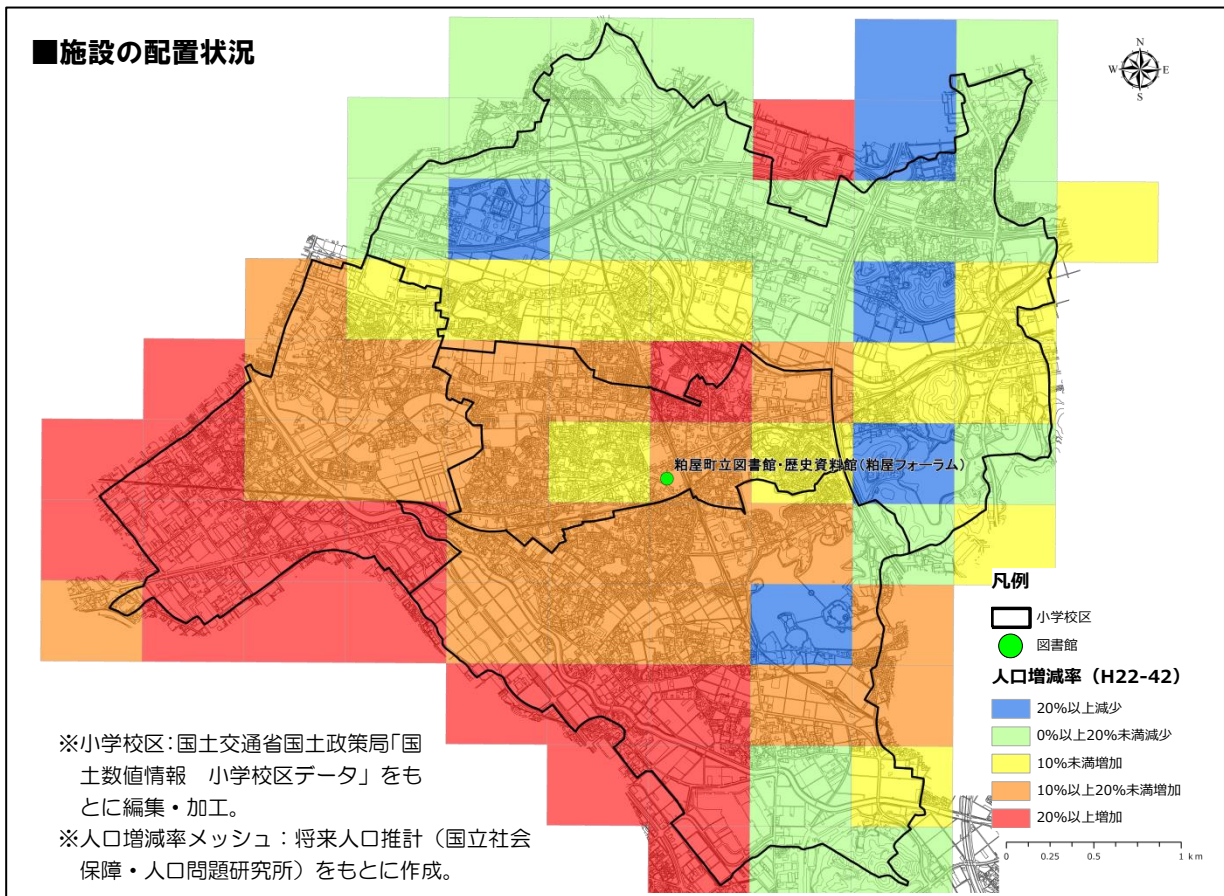 ■施設の配置状況
N
W
E
S
粕屋町立図書館・歴史資料館(粕屋フォーラム)
凡例
小学校区
図書館
人口増減率（H22-42）
20%以上減少
0%以上20%未満減少
10%未満増加
10%以上20%未満増加
20%以上増加
0 0.25 0.5 1 km
※小学校区：国土交通省国土政策局「国
土数値情報　小学校区データ」をも
とに編集・加工。
※人口増減率メッシュ：将来人口推計（国立社会
保障・人口問題研究所）をもとに作成。